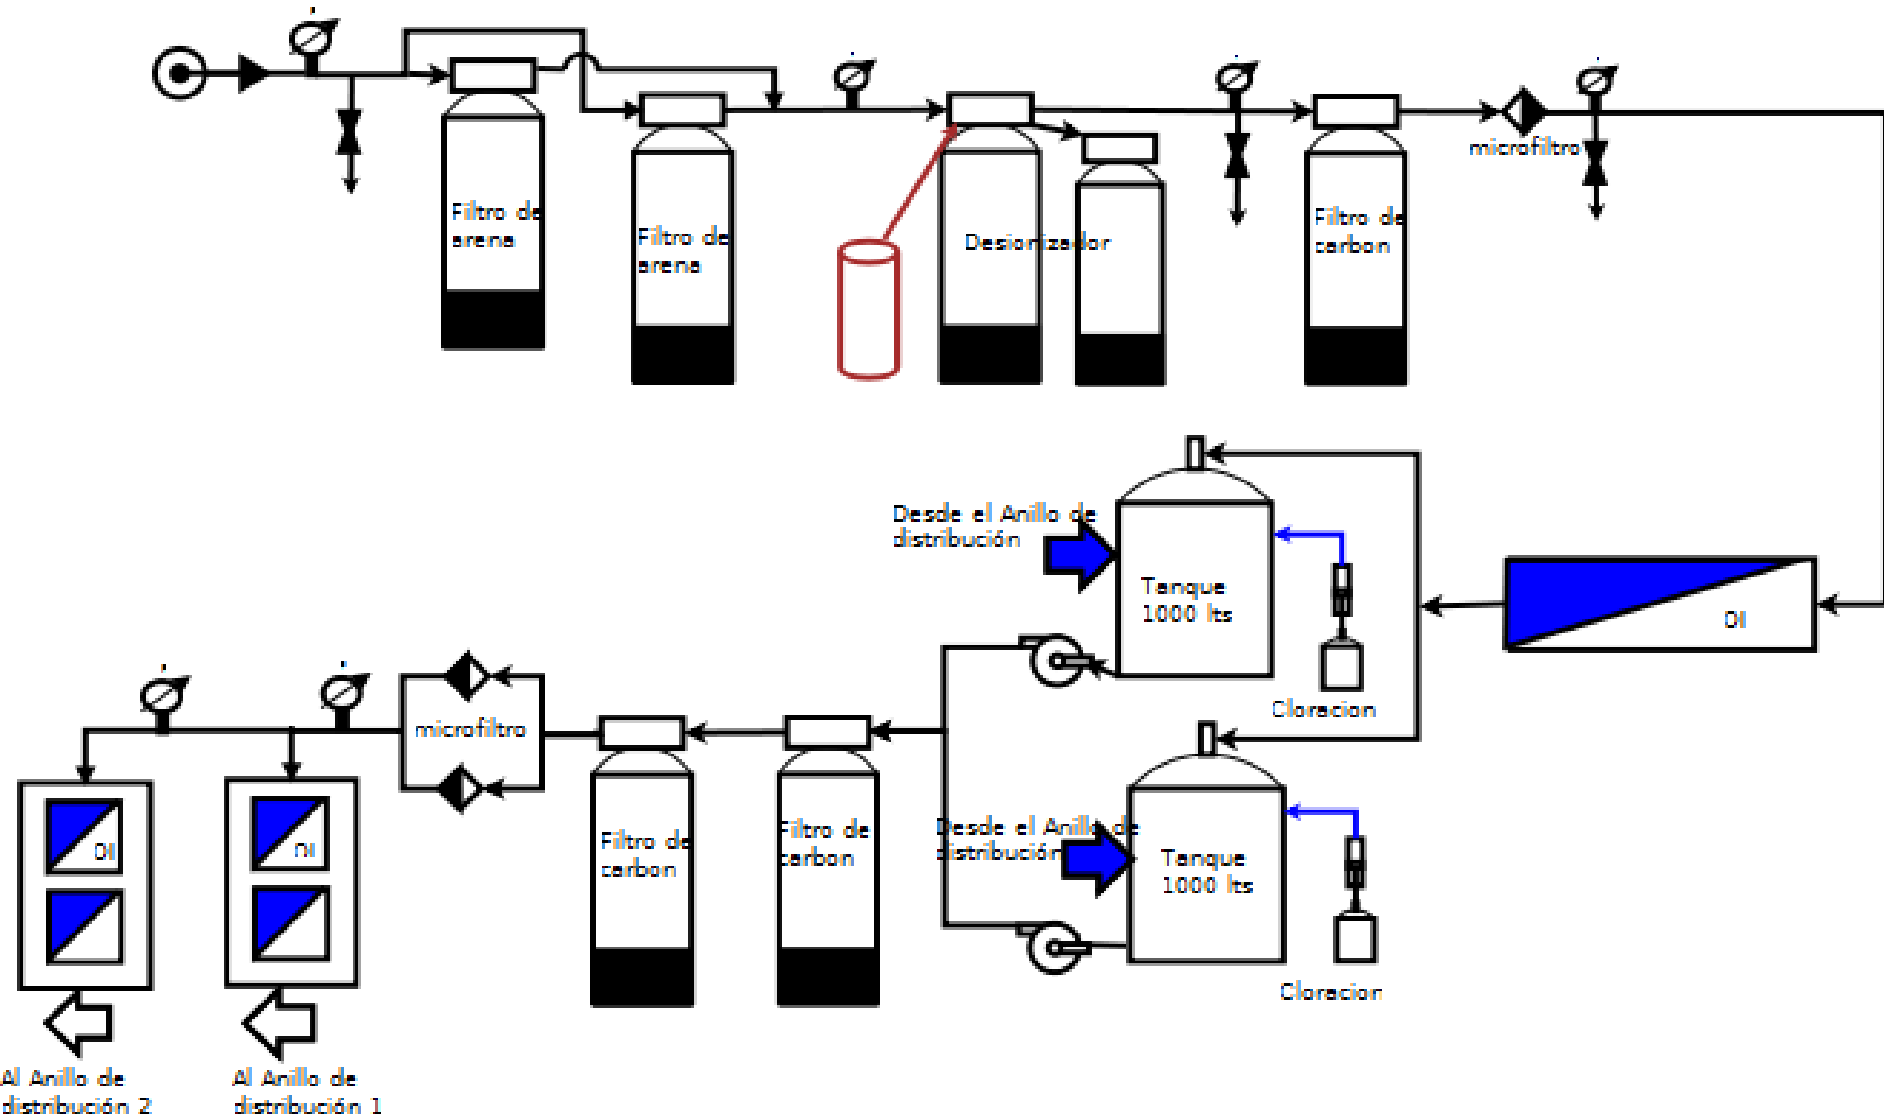 Filtro de
arena
Filtro de
arena
Desionizador
Filtro de
carbon
microfiltro
Desde el Anillo de
distribución
Tanque
1000 lts
Cloracion
OI
microfiltro
Filtro de
carbon
Filtro de
carbon
Desde el Anillo de
distribución
Tanque
1000 lts
Cloracion
OI
OI
Al Anillo de
distribución 2
Al Anillo de
distribución 1